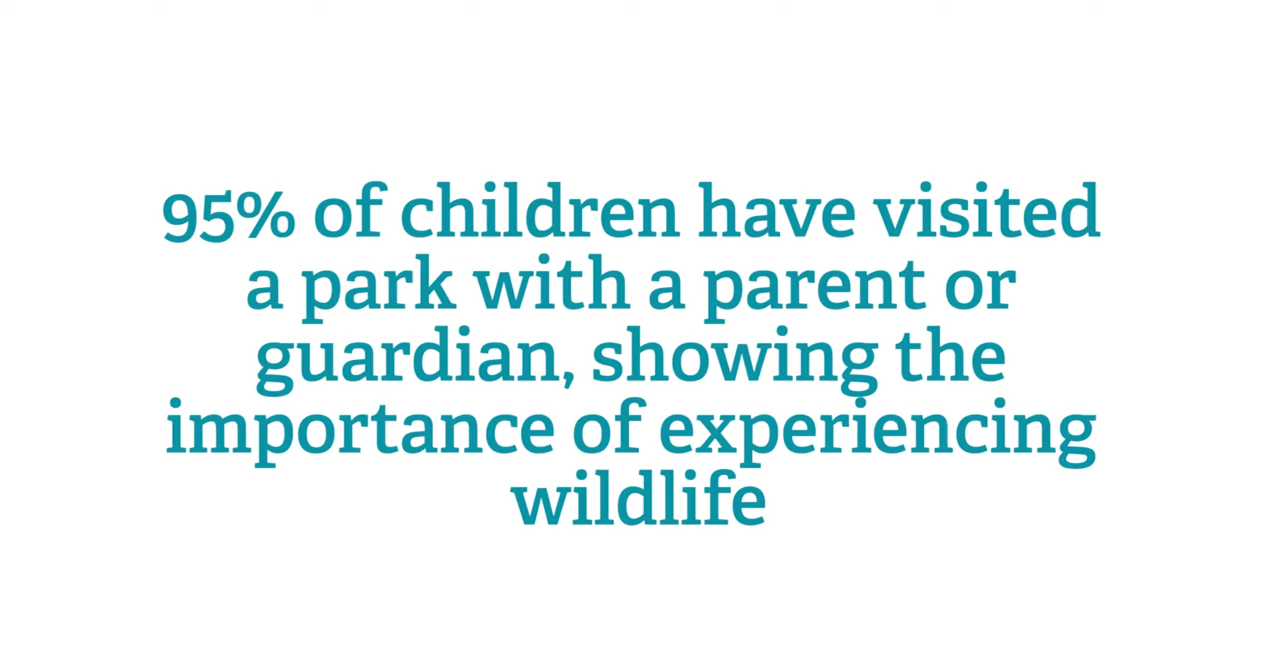 95% of children have visited
a park with a parent or
guardian, showing the
importance of experiencing
wildlife